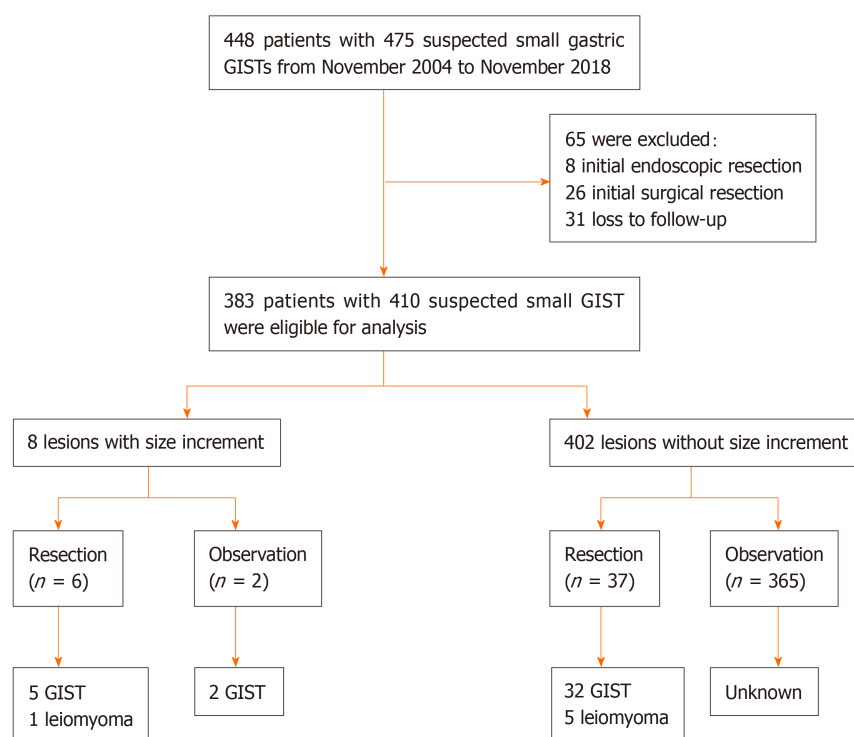 448 patients with 475 suspected small gastric
GISTs from November 2004 to November 2018
65 were excluded:
8 initial endoscopic resection
26 initial surgical resection
31 loss to follow-up
383 patients with 410 suspected small GIST
were eligible for analysis
8 lesions with size increment
402 lesions without size increment
Resection
(n = 6)
Observation
(n = 2)
Resection
(n = 37)
Observation
(n = 365)
5 GIST
1 leiomyoma
2 GIST
32 GIST
5 leiomyoma
Unknown